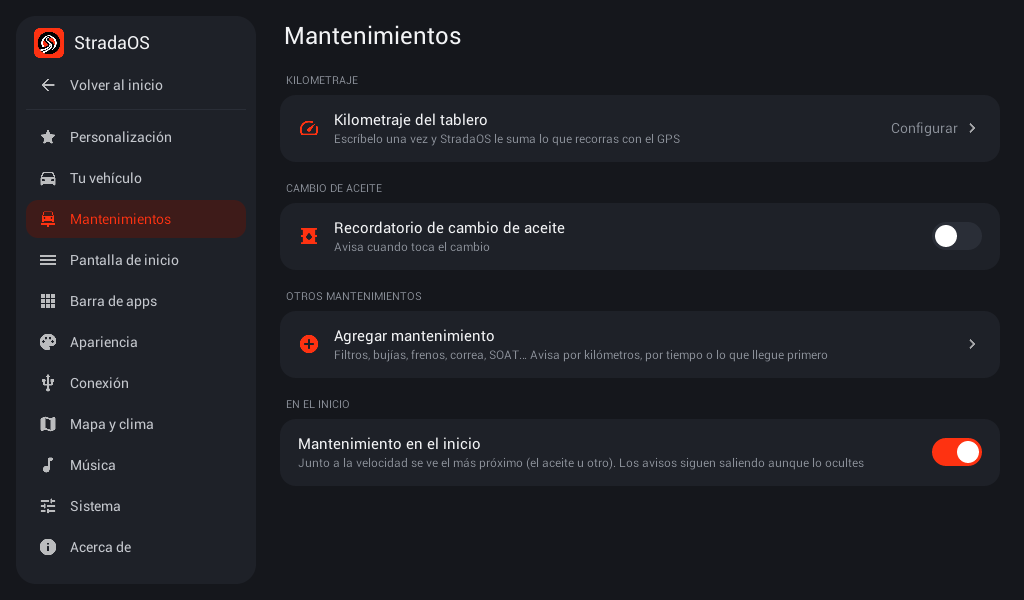 StradaOS
Volver al inicio
Personalización
Tu vehículo
Mantenimientos
Pantalla de inicio
Barra de apps
Apariencia
Conexión
Mapa y clima
Música
Sistema
Acerca de
Mantenimientos
KILOMETRAJE
Kilometraje del tablero
Escríbelo una vez y StradaOS le suma lo que recorras con el GPS
Configurar
CAMBIO DE ACEITE
Recordatorio de cambio de aceite
Avisa cuando toca el cambio
OTROS MANTENIMIENTOS
Agregar mantenimiento
Filtros, bujías, frenos, correa, SOAT... Avisa por kilómetros, por tiempo o lo que llegue primero
EN EL INICIO
Mantenimiento en el inicio
Junto a la velocidad se ve el más próximo (el aceite u otro). Los avisos siguen saliendo aunque lo ocultes